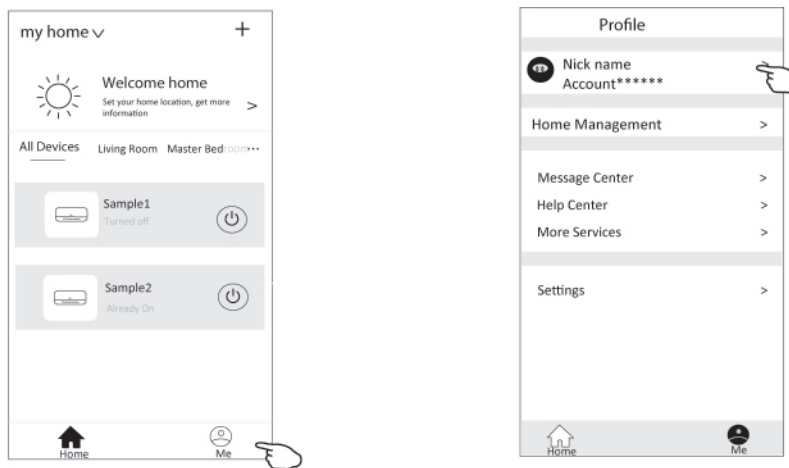 my home
Welcome home
Set your home location, get more
information
>
All Devices Living Room Master Bedroom...
Sample1
Turned off
Sample2
Already On
Home
Me
Profile
Nick name
Account******
Home Management >
Message Center >
Help Center >
More Services >
Settings >
Home
Me